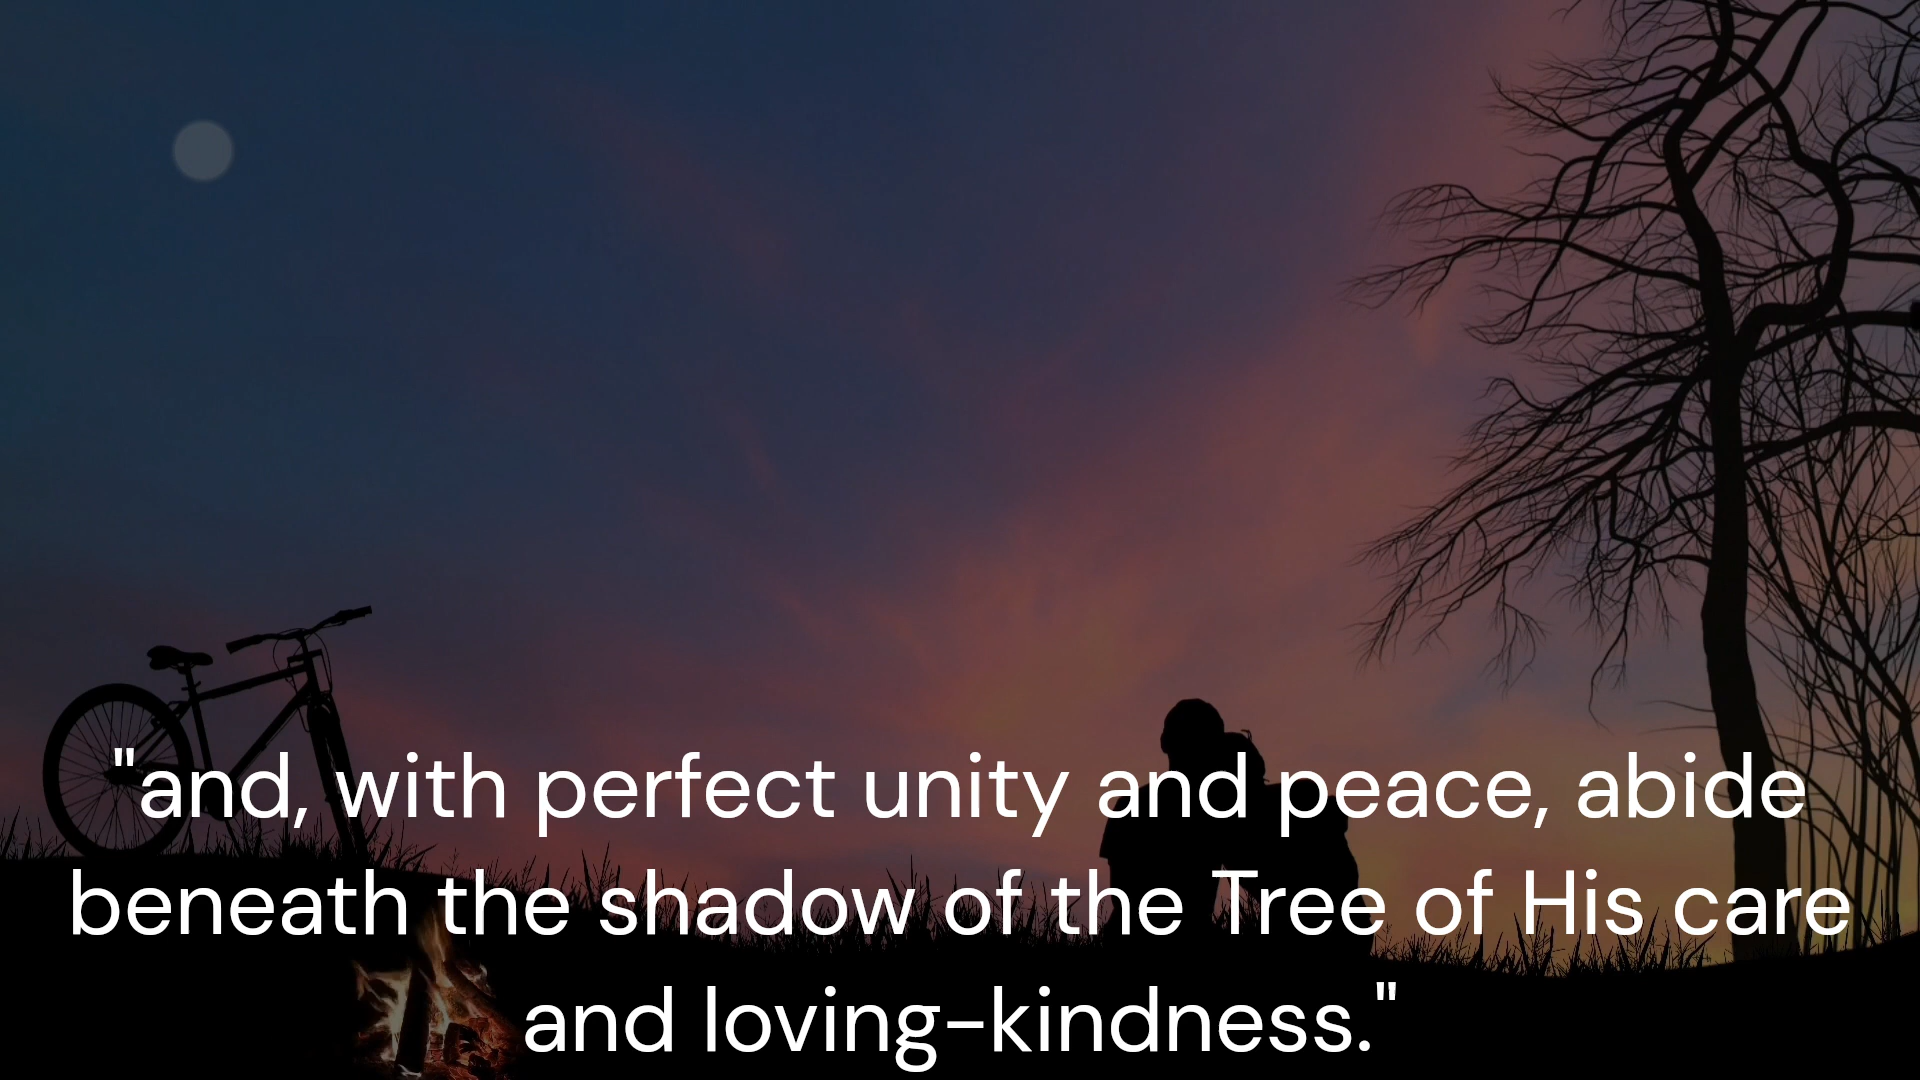 "and, with perfect unity and peace, abide
beneath the shadow of the Tree of His care
and loving-kindness."